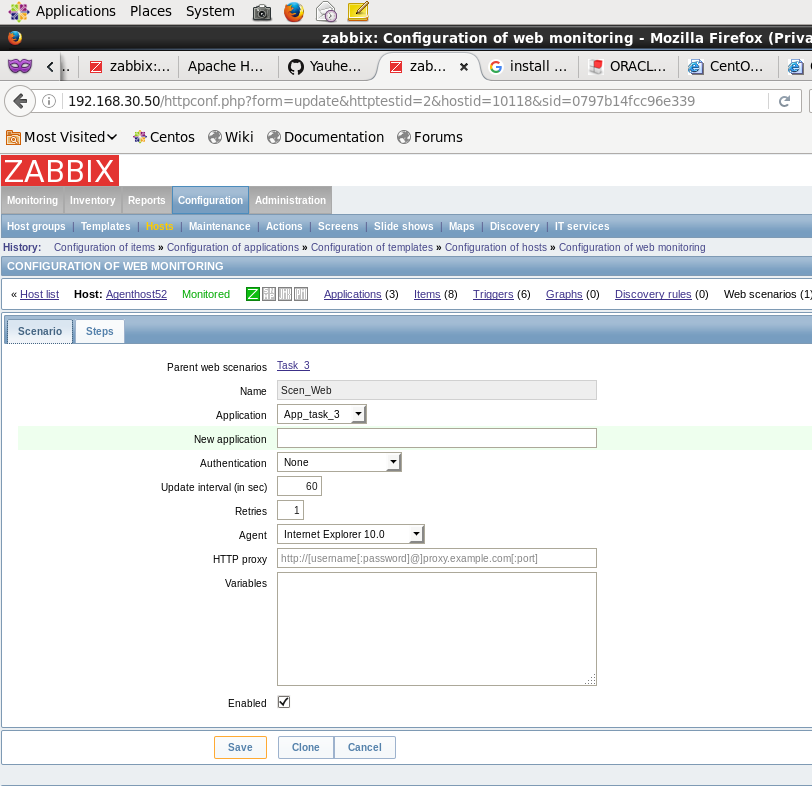 Applications Places System
zabbix: Configuration of web monitoring - Mozilla Firefox (Priva
.. zabbix:... Apache H... Yauhe... zab... × install ... ORACL... CentO...
192.168.30.50/httpconf.php?form=update&httptestid=2&hostid=10118&sid=0797b14fcc96e339
Most Visited Centos Wiki Documentation Forums
ZABBIX
Monitoring Inventory Reports Configuration Administration
Host groups | Templates | Hosts | Maintenance | Actions | Screens | Slide shows | Maps | Discovery | IT services
History: Configuration of items » Configuration of applications » Configuration of templates » Configuration of hosts » Configuration of web monitoring
CONFIGURATION OF WEB MONITORING
« Host list Host: Agenthost52 Monitored Applications (3) Items (8) Triggers (6) Graphs (0) Discovery rules (0) Web scenarios (1)
Scenario Steps
Parent web scenarios Task_3
Name Scen_Web
Application App_task_3
New application
Authentication None
Update interval (in sec) 60
Retries 1
Agent Internet Explorer 10.0
HTTP proxy http://[username[:password]@]proxy.example.com[:port]
Variables
Enabled
Save Clone Cancel